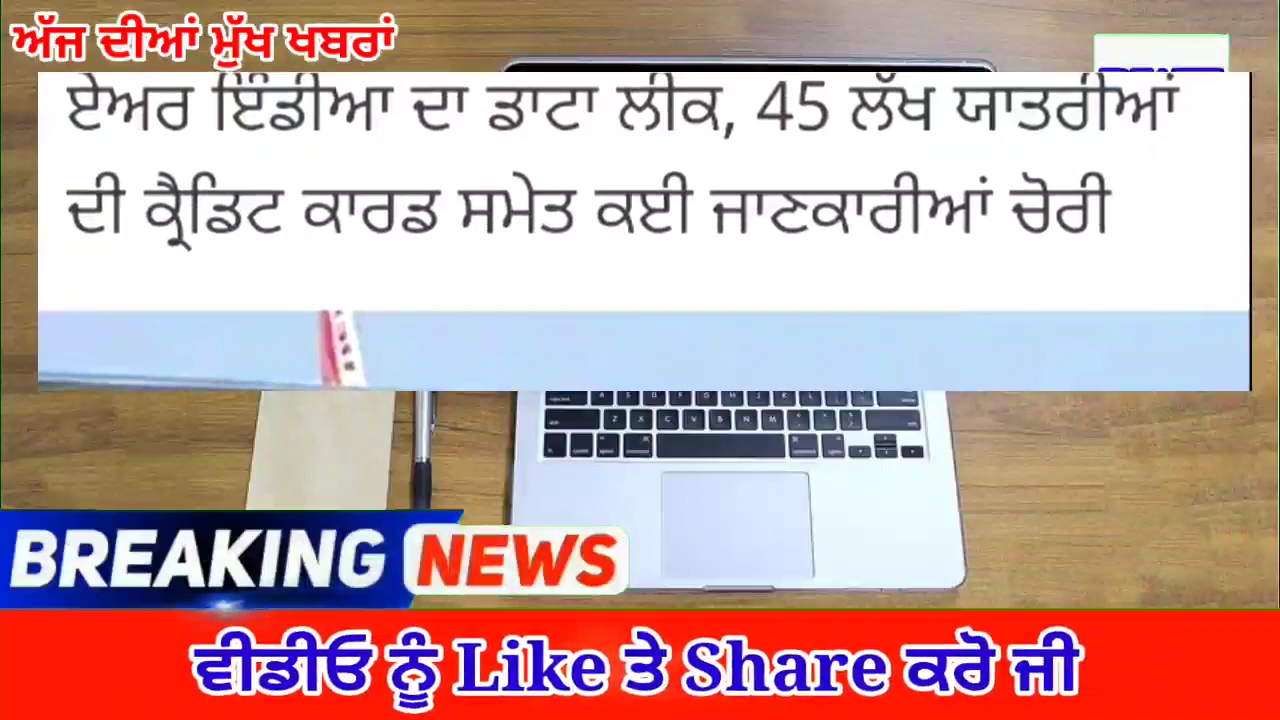 ਅੱਜ ਦੀਆਂ ਮੁੱਖ ਖਬਰਾਂ
ਏਅਰ ਇੰਡੀਆ ਦਾ ਡਾਟਾ ਲੀਕ, 45 ਲੱਖ ਯਾਤਰੀਆਂ
ਦੀ ਕ੍ਰੈਡਿਟ ਕਾਰਡ ਸਮੇਤ ਕਈ ਜਾਣਕਾਰੀਆਂ ਚੋਰੀ
BREAKING NEWS
ਵੀਡੀਓ ਨੂੰ Like ਤੇ Share ਕਰੋ ਜੀ